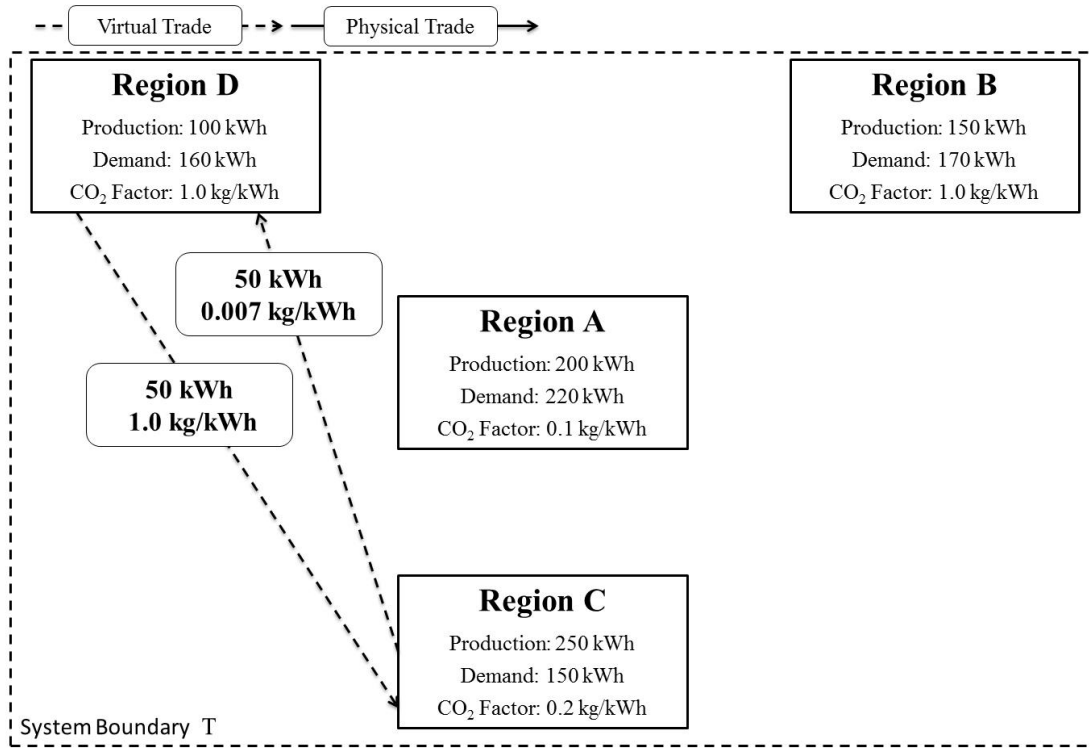 Virtual Trade
Physical Trade
Region D
Production: 100 kWh
Demand: 160 kWh
CO₂ Factor: 1.0 kg/kWh
Region B
Production: 150 kWh
Demand: 170 kWh
CO₂ Factor: 1.0 kg/kWh
50 kWh
0.007 kg/kWh
Region A
Production: 200 kWh
Demand: 220 kWh
CO₂ Factor: 0.1 kg/kWh
50 kWh
1.0 kg/kWh
Region C
Production: 250 kWh
Demand: 150 kWh
CO₂ Factor: 0.2 kg/kWh
System Boundary T